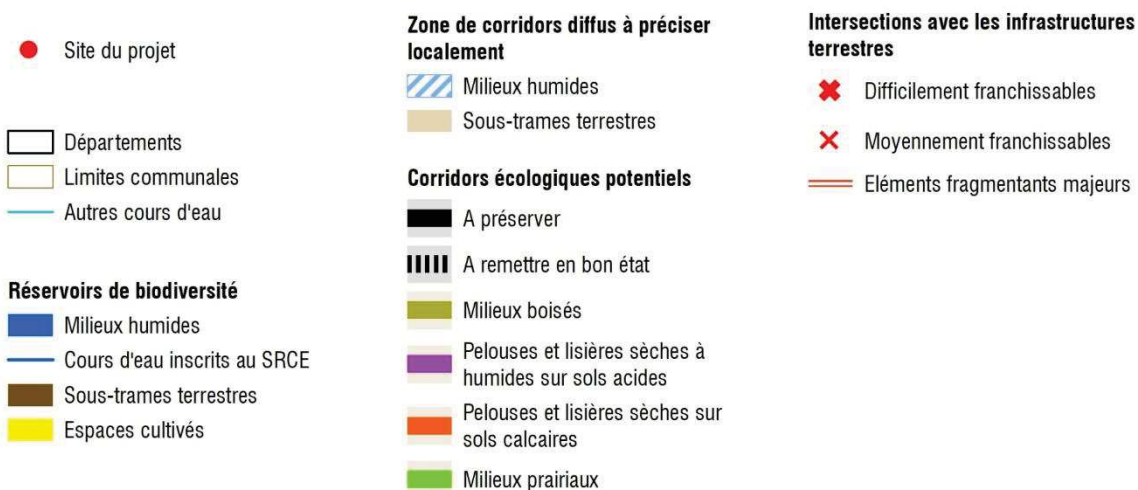 Site du projet
Départements
Limites communales
Autres cours d'eau
Réservoirs de biodiversité
Milieux humides
Cours d'eau inscrits au SRCE
Sous-trames terrestres
Espaces cultivés
Zone de corridors diffus à préciser
localement
Milieux humides
Sous-trames terrestres
Corridors écologiques potentiels
A préserver
A remettre en bon état
Milieux boisés
Pelouses et lisières sèches à
humides sur sols acides
Pelouses et lisières sèches sur
sols calcaires
Milieux prairiaux
Intersections avec les infrastructures
terrestres
Difficilement franchissables
Moyennement franchissables
Eléments fragmentants majeurs